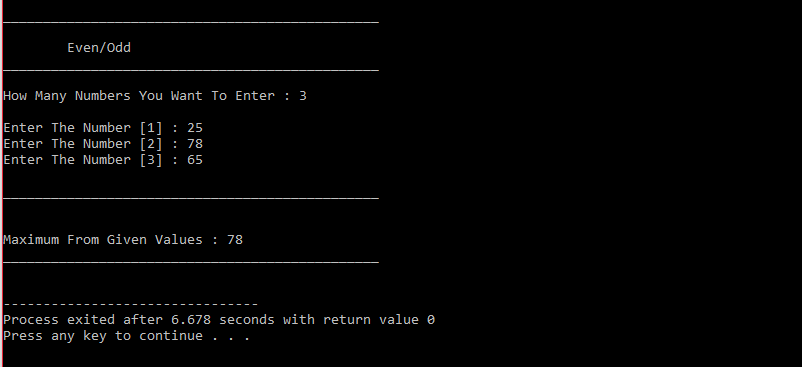 Even/Odd
How Many Numbers You Want To Enter : 3
Enter The Number [1] : 25
Enter The Number [2] : 78
Enter The Number [3] : 65
Maximum From Given Values : 78
--------------------------------
Process exited after 6.678 seconds with return value 0
Press any key to continue . . .